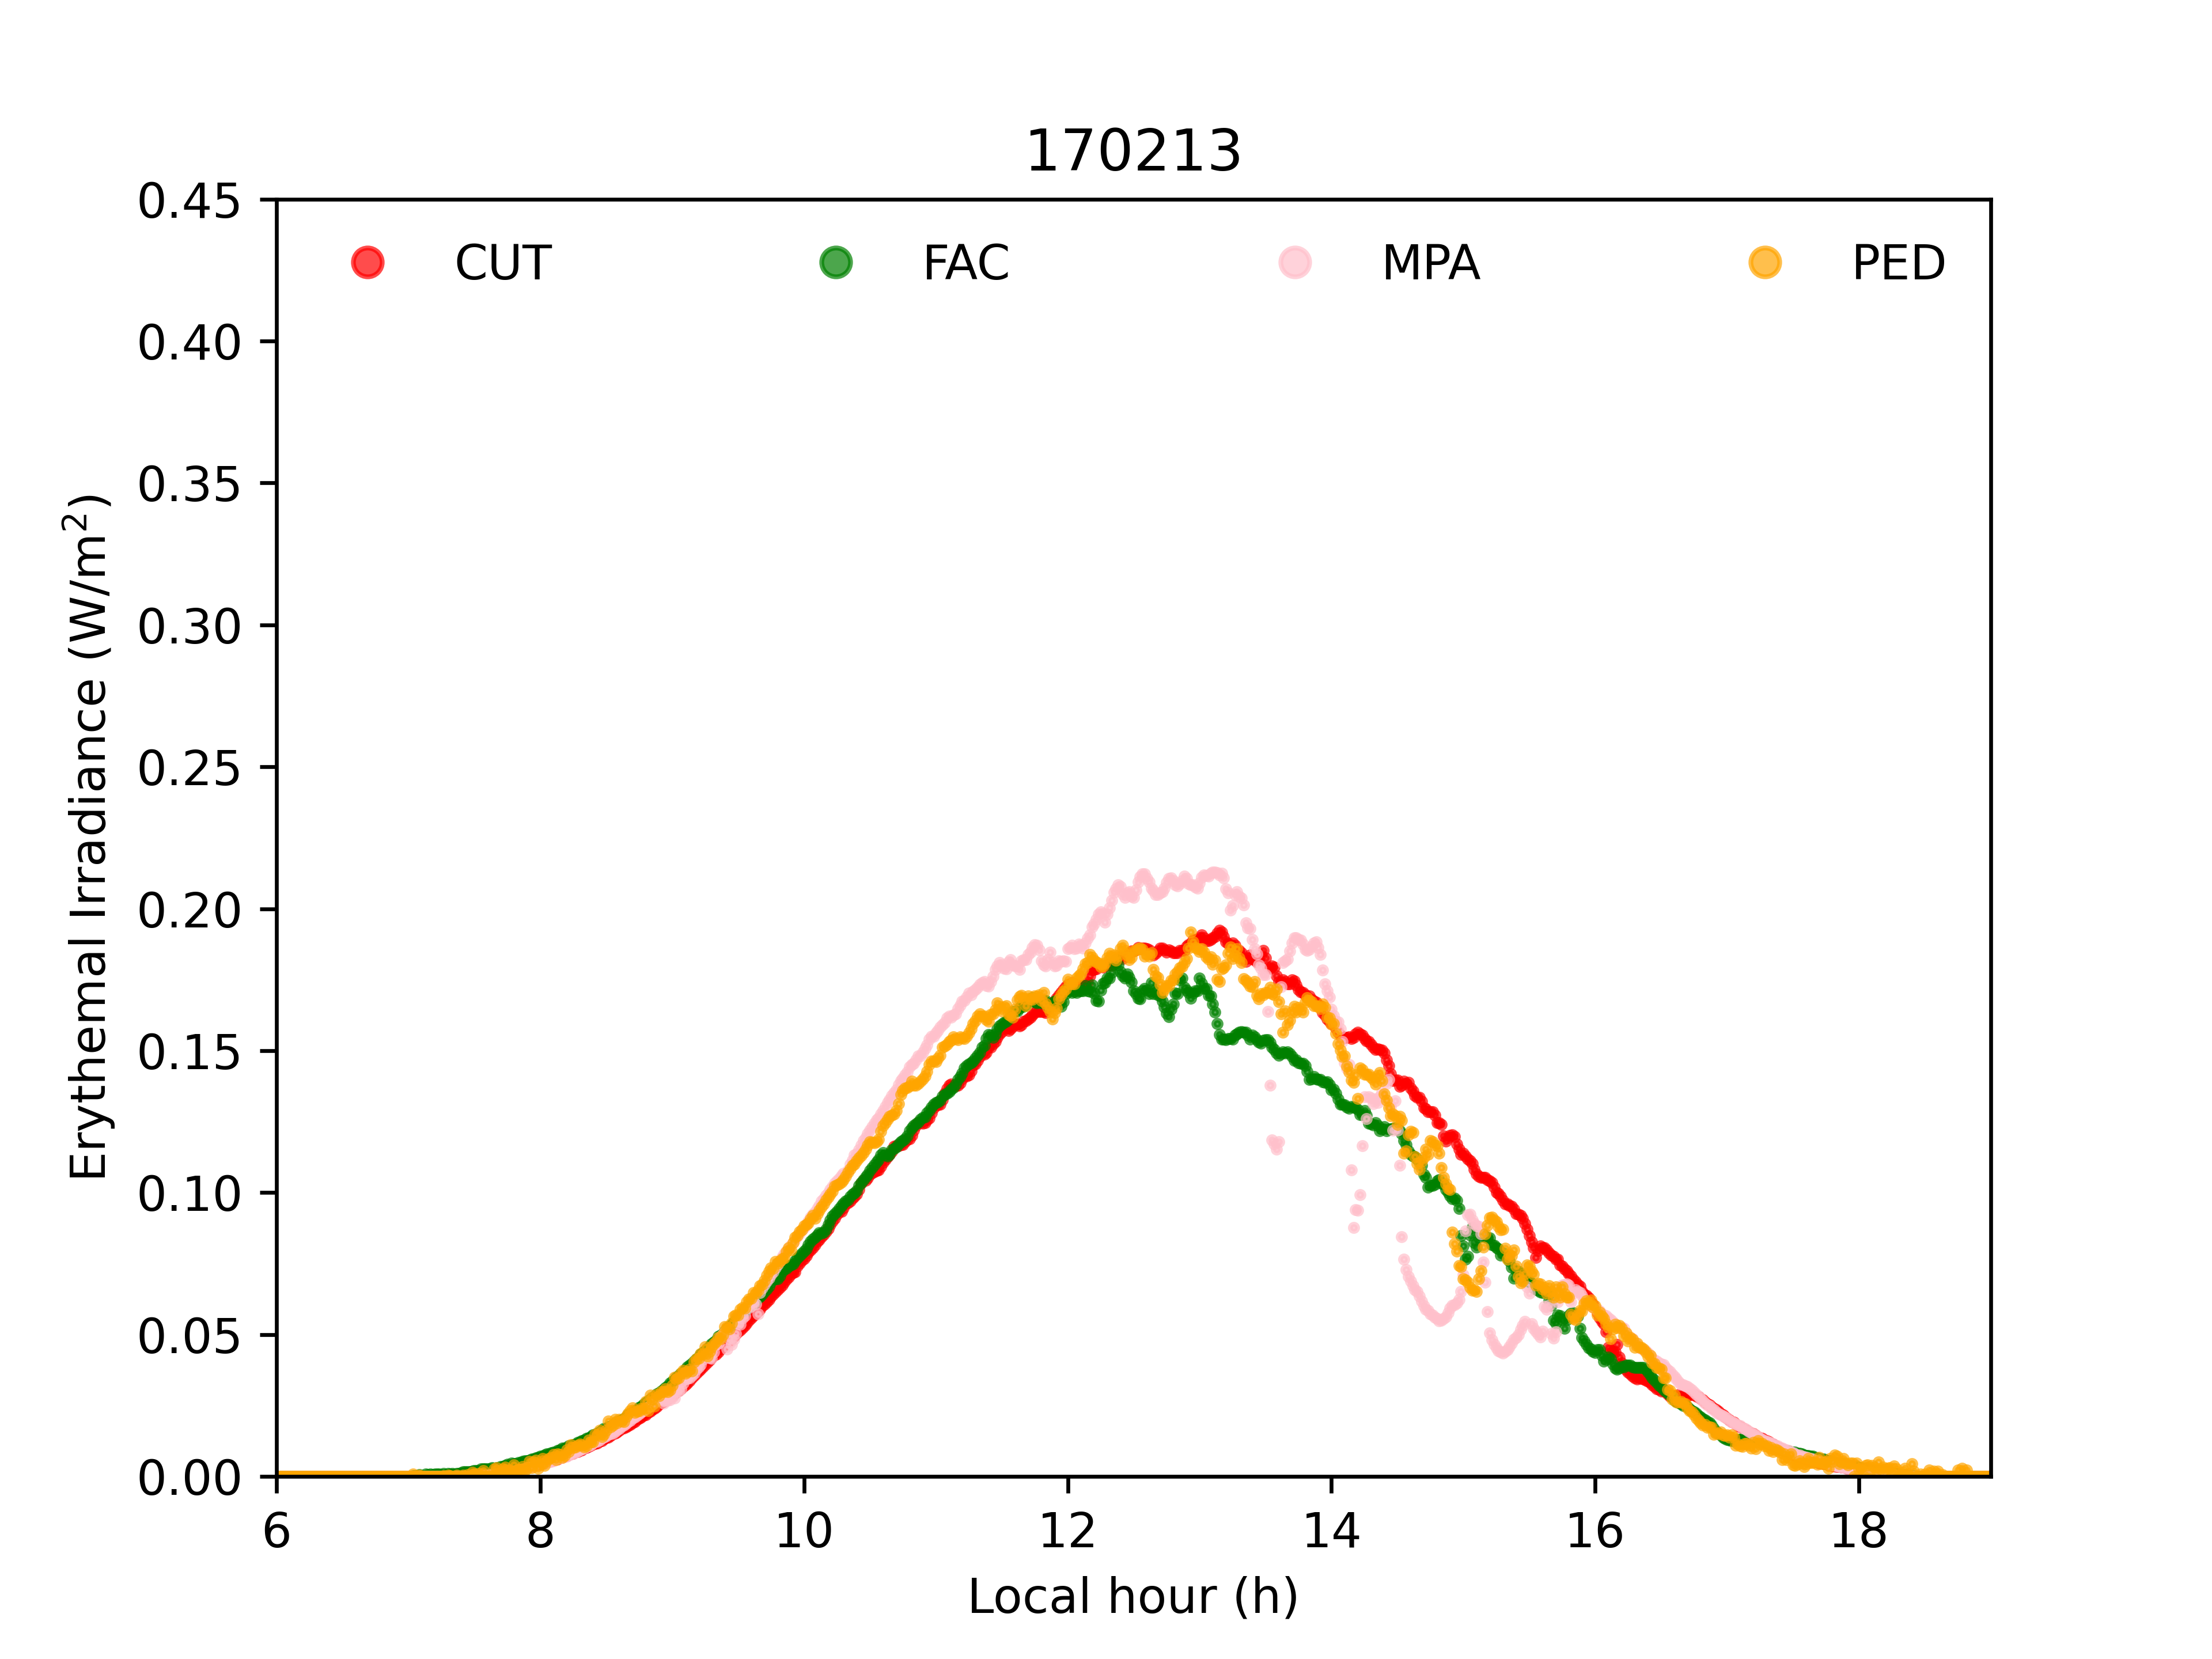 170213
CUT FAC MPA PED
Erythemal Irradiance (W/m²)
0.45
0.40
0.35
0.30
0.25
0.20
0.15
0.10
0.05
0.00
6 8 10 12 14 16 18
Local hour (h)